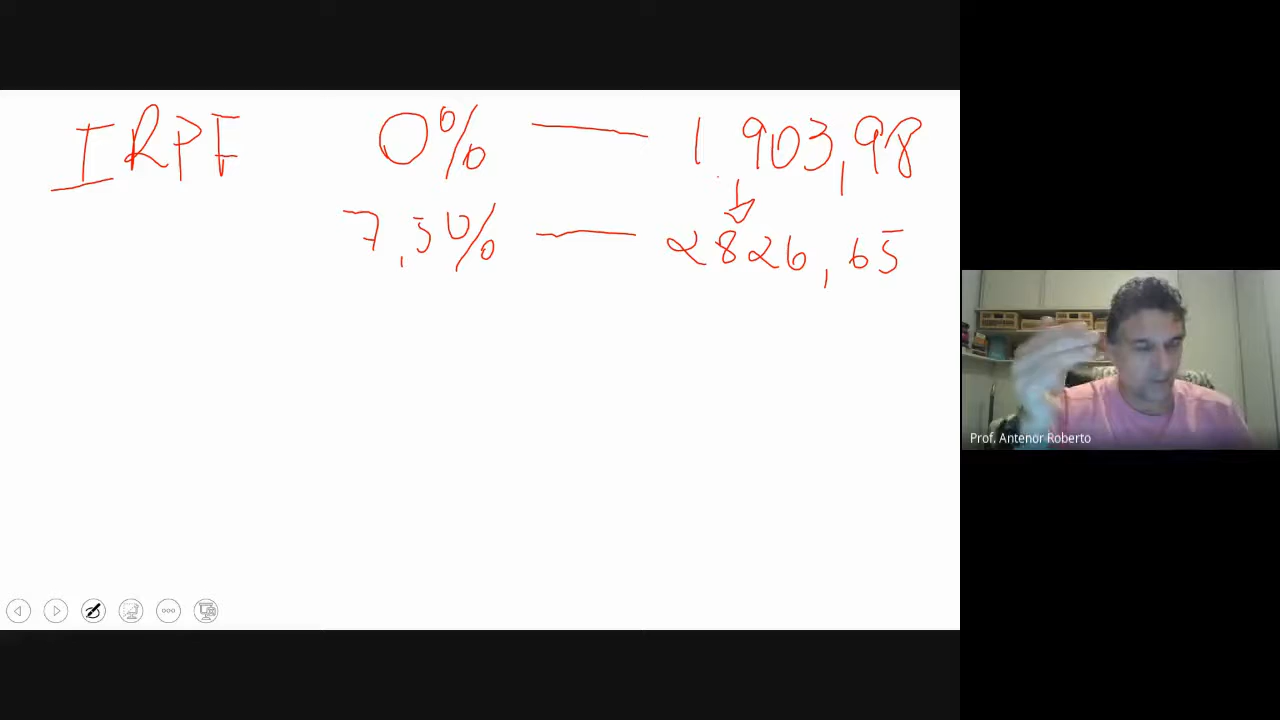 IRPF 0% — 1.903,98
7,5% — 2826,65
Prof. Antenor Roberto